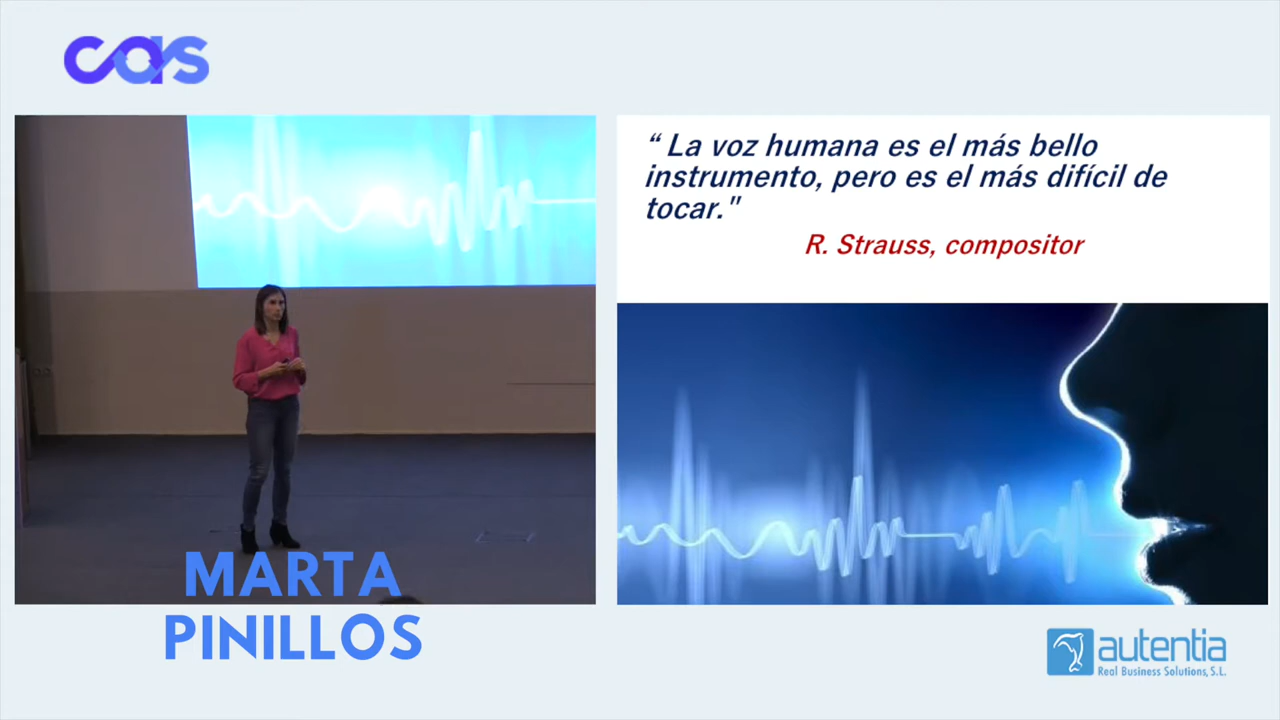 cas
“ La voz humana es el más bello
instrumento, pero es el más difícil de
tocar."
R. Strauss, compositor
MARTA
PINILLOS
autentia
Real Business Solutions, S.L.